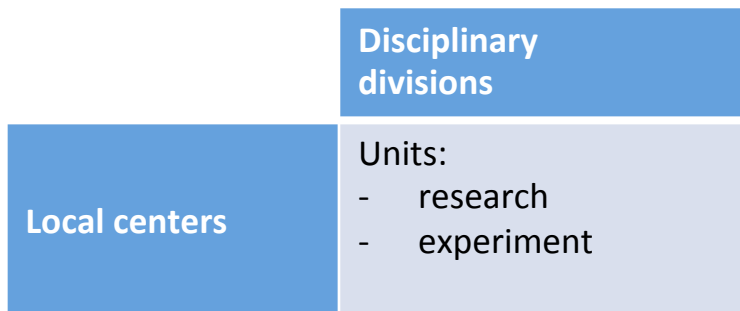 Disciplinary
divisions
Local centers
Units:
- research
- experiment